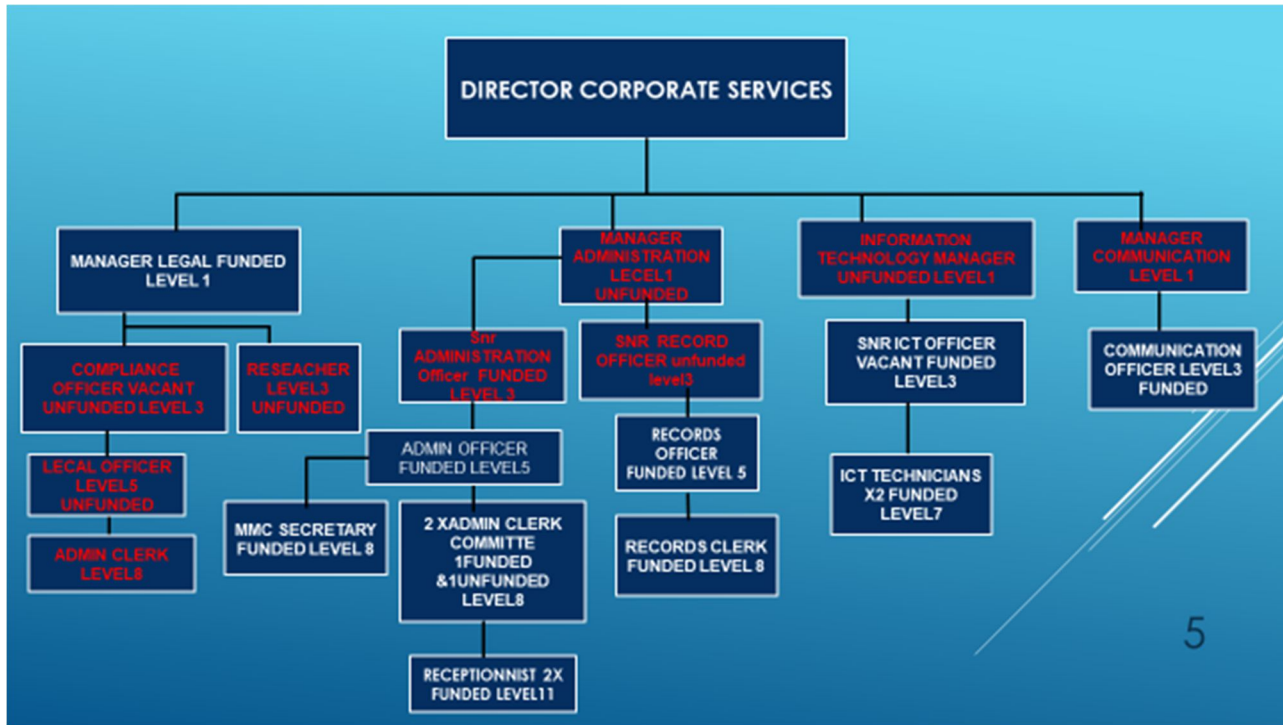 DIRECTOR CORPORATE SERVICES
MANAGER LEGAL FUNDED
LEVEL 1
MANAGER
ADMINISTRATION
LECEL1
UNFUNDED
INFORMATION
TECHNOLOGY MANAGER
UNFUNDED LEVEL1
MANAGER
COMMUNICATION
LEVEL 1
COMPLIANCE
OFFICER VACANT
UNFUNDED LEVEL 3
RESEACHER
LEVEL3
UNFUNDED
Snr
ADMINISTRATION
Officer FUNDED
LEVEL 3
SNR RECORD
OFFICER unfunded
level3
SNR ICT OFFICER
VACANT FUNDED
LEVEL3
COMMUNICATION
OFFICER LEVEL3
FUNDED
LECAL OFFICER
LEVEL5
UNFUNDED
ADMIN OFFICER
FUNDED LEVEL5
RECORDS
OFFICER
FUNDED LEVEL 5
ICT TECHNICIANS
X2 FUNDED
LEVEL7
ADMIN CLERK
LEVEL8
MMC SECRETARY
FUNDED LEVEL 8
2 XADMIN CLERK
COMMITTE
1FUNDED
&1UNFUNDED
LEVEL8
RECORDS CLERK
FUNDED LEVEL 8
RECEPTIONNIST 2X
FUNDED LEVEL11
5